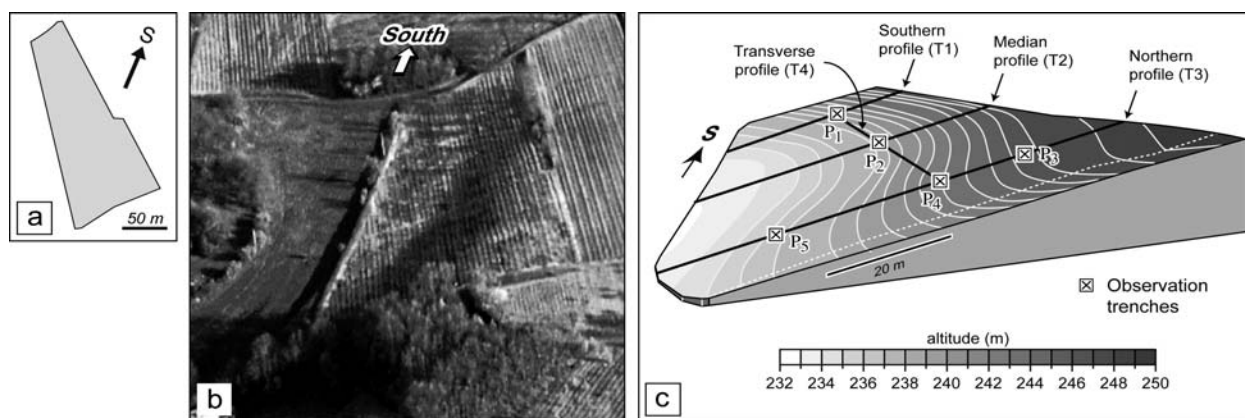 S
50 m
a
South
b
Transverse
profile (T4)
Southern
profile (T1)
Median
profile (T2)
Northern
profile (T3)
S
P1
P2
P3
P4
P5
20 m
Observation
trenches
altitude (m)
232 234 236 238 240 242 244 246 248 250
c